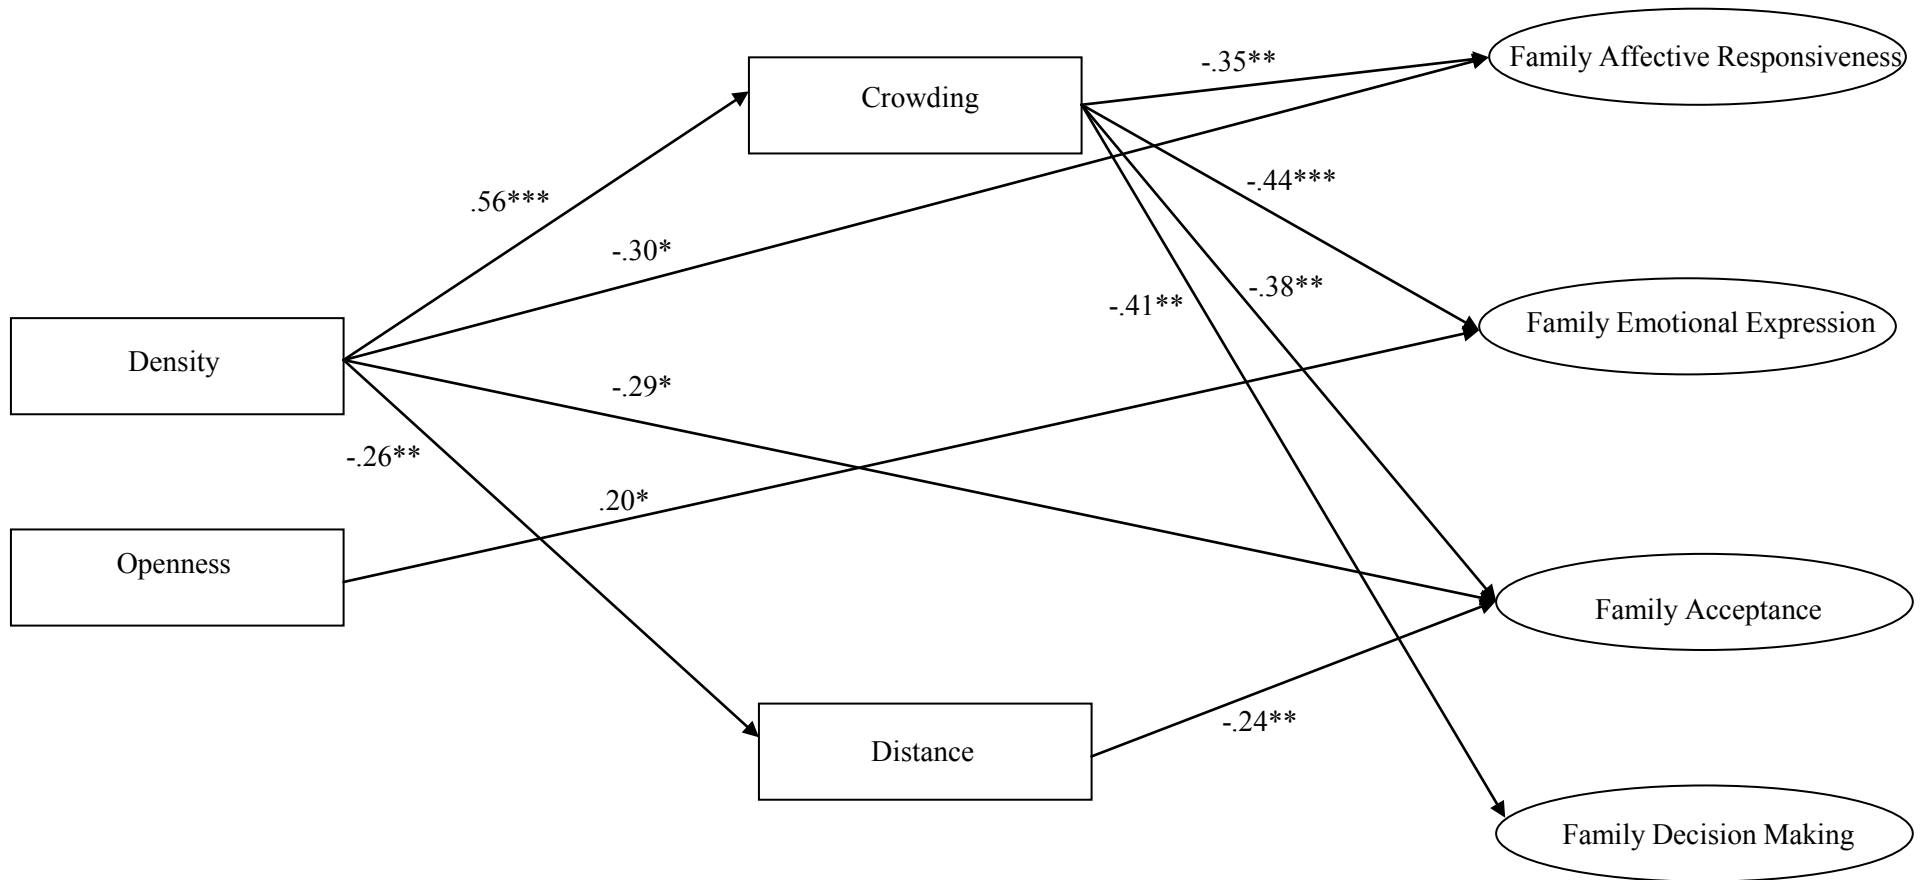 Family Affective Responsiveness
-.35**
Crowding
-.44***
.56***
-.30*
-.38**
-.41**
Family Emotional Expression
Density
-.29*
-.26**
.20*
Openness
Family Acceptance
-.24**
Distance
Family Decision Making